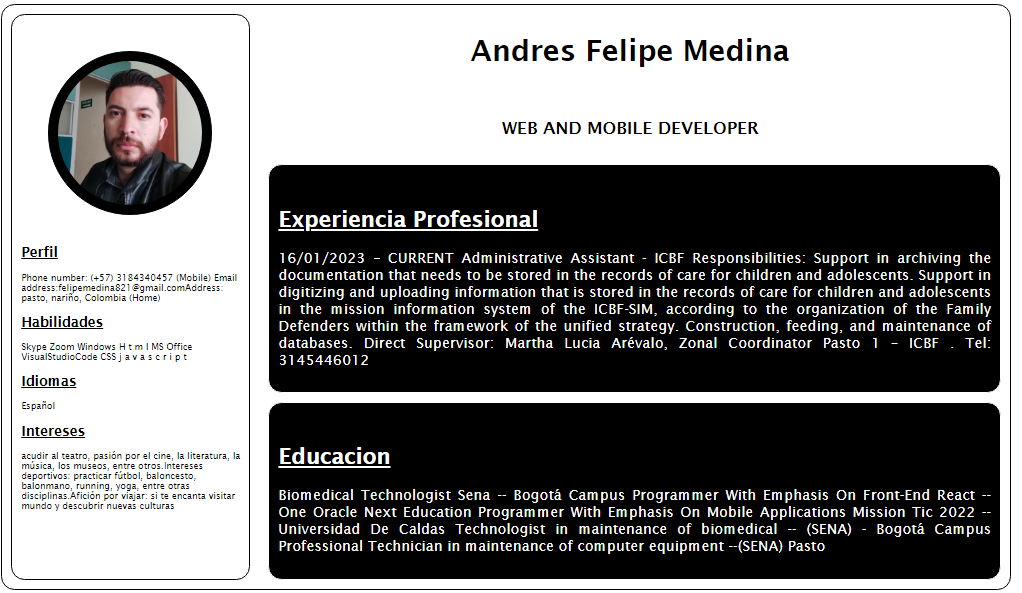 Andres Felipe Medina
WEB AND MOBILE DEVELOPER
Perfil
Phone number: (+57) 3184340457 (Mobile) Email
address:felipemedina821@gmail.comAddress:
pasto, nariño, Colombia (Home)
Habilidades
Skype Zoom Windows H t m l MS Office
VisualStudioCode CSS j a v a s c r i p t
Idiomas
Español
Intereses
acudir al teatro, pasión por el cine, la literatura, la
música, los museos, entre otros.Intereses
deportivos: practicar fútbol, baloncesto,
balonmano, running, yoga, entre otras
disciplinas.Afición por viajar: si te encanta visitar
mundo y descubrir nuevas culturas
Experiencia Profesional
16/01/2023 – CURRENT Administrative Assistant - ICBF Responsibilities: Support in archiving the
documentation that needs to be stored in the records of care for children and adolescents. Support in
digitizing and uploading information that is stored in the records of care for children and adolescents
in the mission information system of the ICBF-SIM, according to the organization of the Family
Defenders within the framework of the unified strategy. Construction, feeding, and maintenance of
databases. Direct Supervisor: Martha Lucia Arévalo, Zonal Coordinator Pasto 1 – ICBF . Tel:
3145446012
Educacion
Biomedical Technologist Sena -- Bogotá Campus Programmer With Emphasis On Front-End React --
One Oracle Next Education Programmer With Emphasis On Mobile Applications Mission Tic 2022 --
Universidad De Caldas Technologist in maintenance of biomedical -- (SENA) - Bogotá Campus
Professional Technician in maintenance of computer equipment --(SENA) Pasto